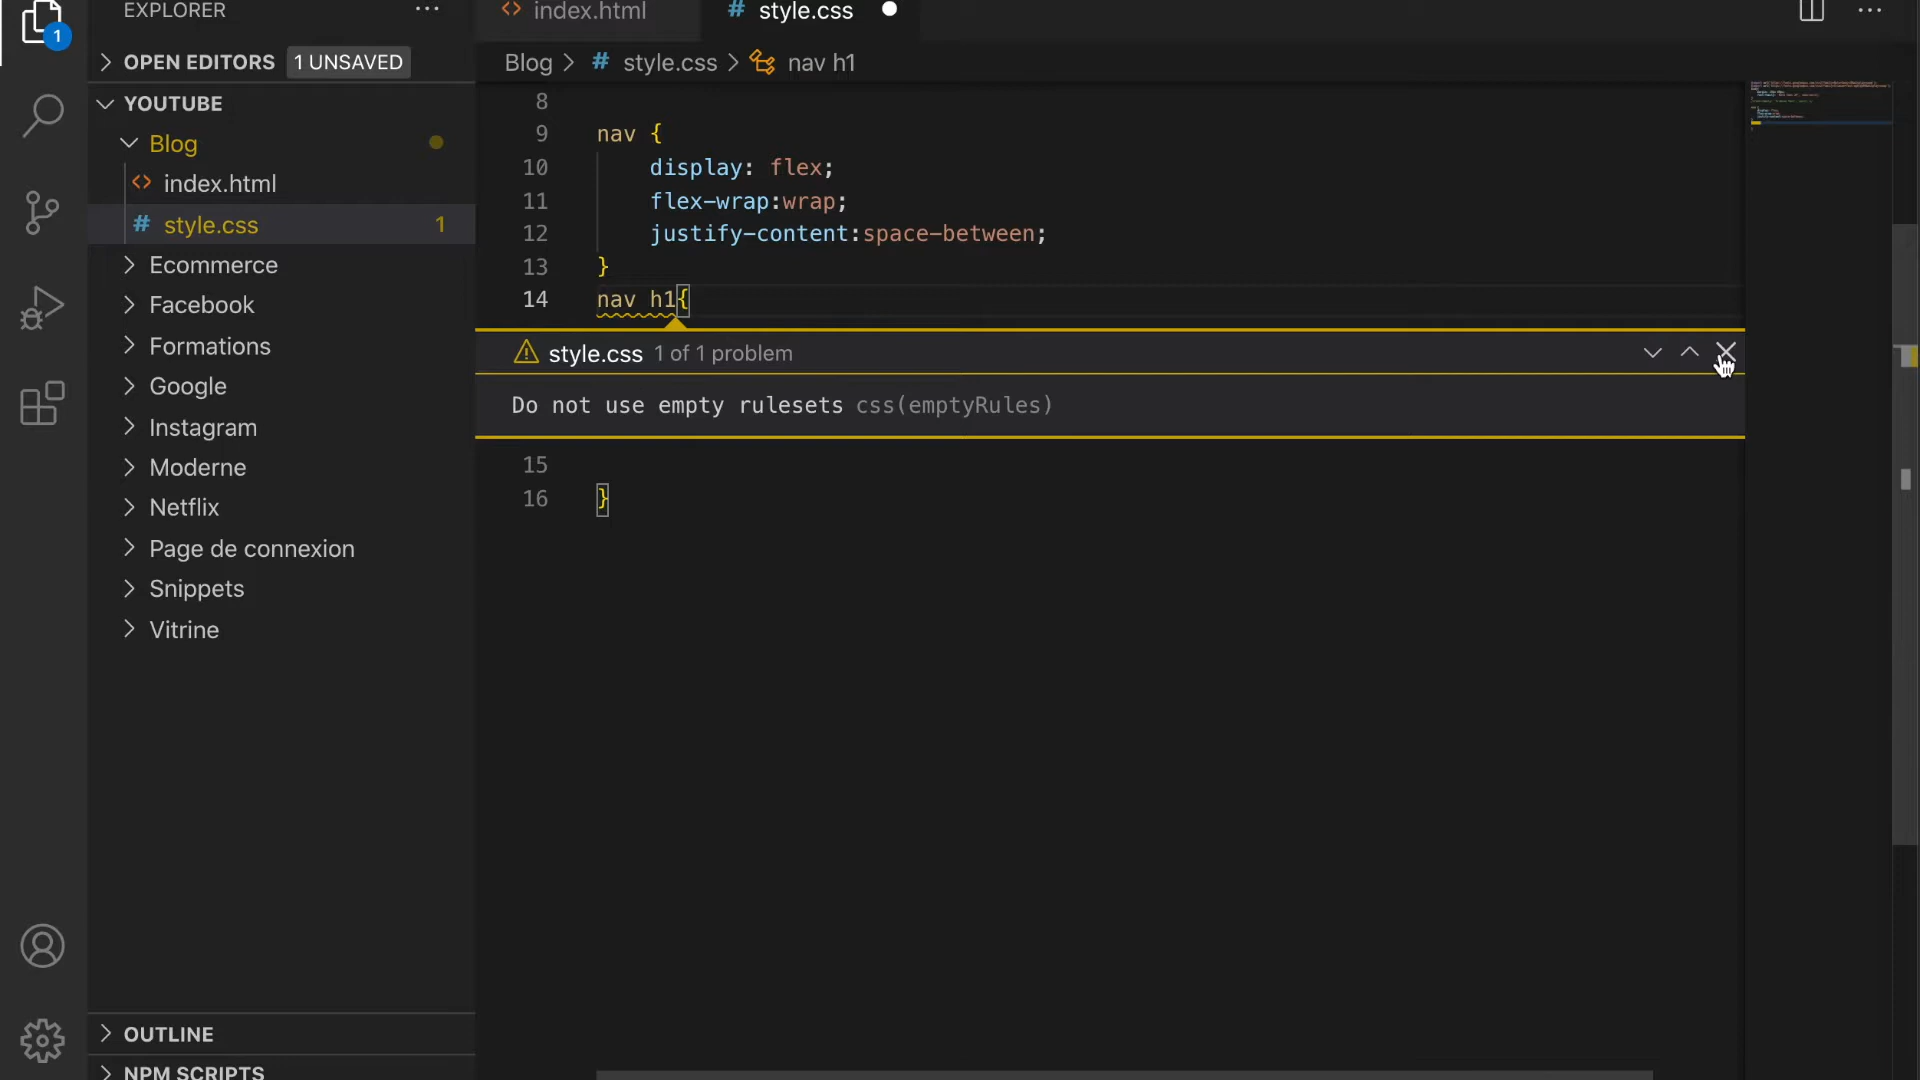 EXPLORER
index.html
# style.css
1
OPEN EDITORS 1 UNSAVED
Blog > # style.css > nav h1
YOUTUBE
Blog
index.html
# style.css 1
Ecommerce
Facebook
Formations
Google
Instagram
Moderne
Netflix
Page de connexion
Snippets
Vitrine
OUTLINE
NPM SCRIPTS
8
9 nav {
10 display: flex;
11 flex-wrap:wrap;
12 justify-content:space-between;
13 }
14 nav h1{
style.css 1 of 1 problem
Do not use empty rulesets css(emptyRules)
15
16 }